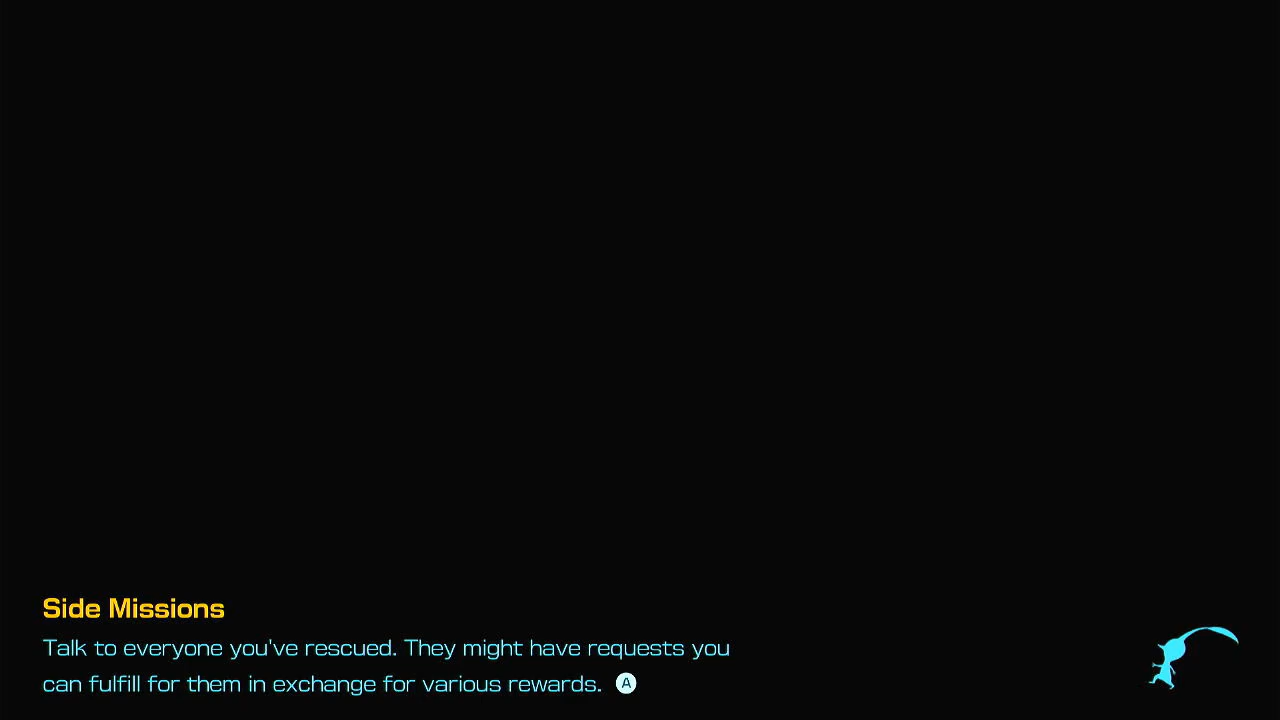 Side Missions
Talk to everyone you've rescued. They might have requests you
can fulfill for them in exchange for various rewards. A